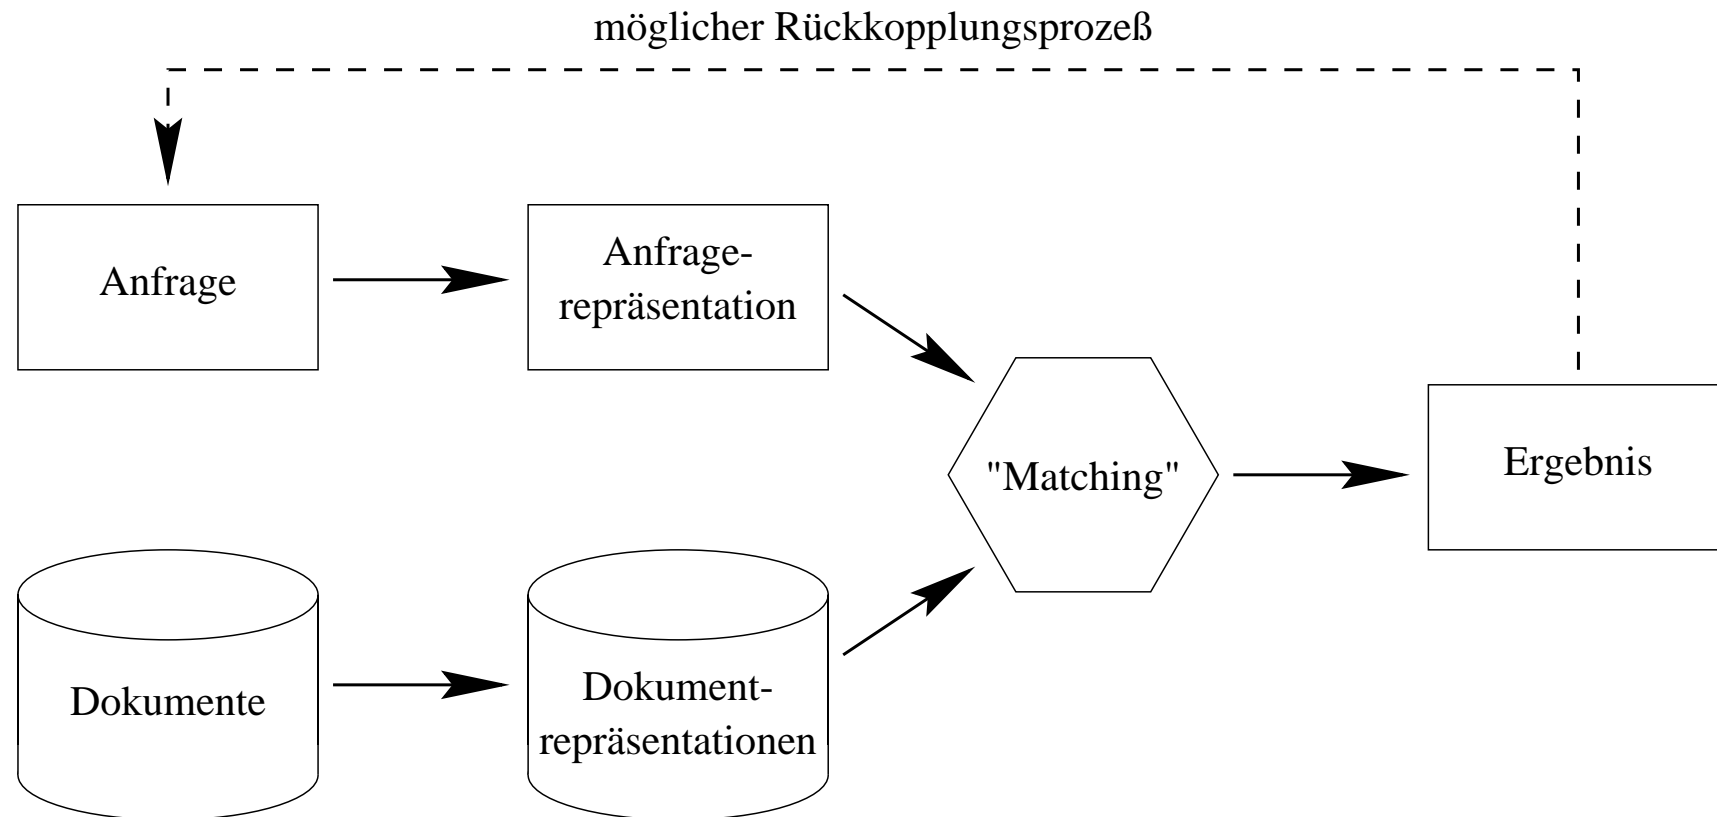 möglicher Rückkopplungsprozeß
Anfrage
Anfrage-
repräsentation
"Matching"
Ergebnis
Dokumente
Dokument-
repräsentationen